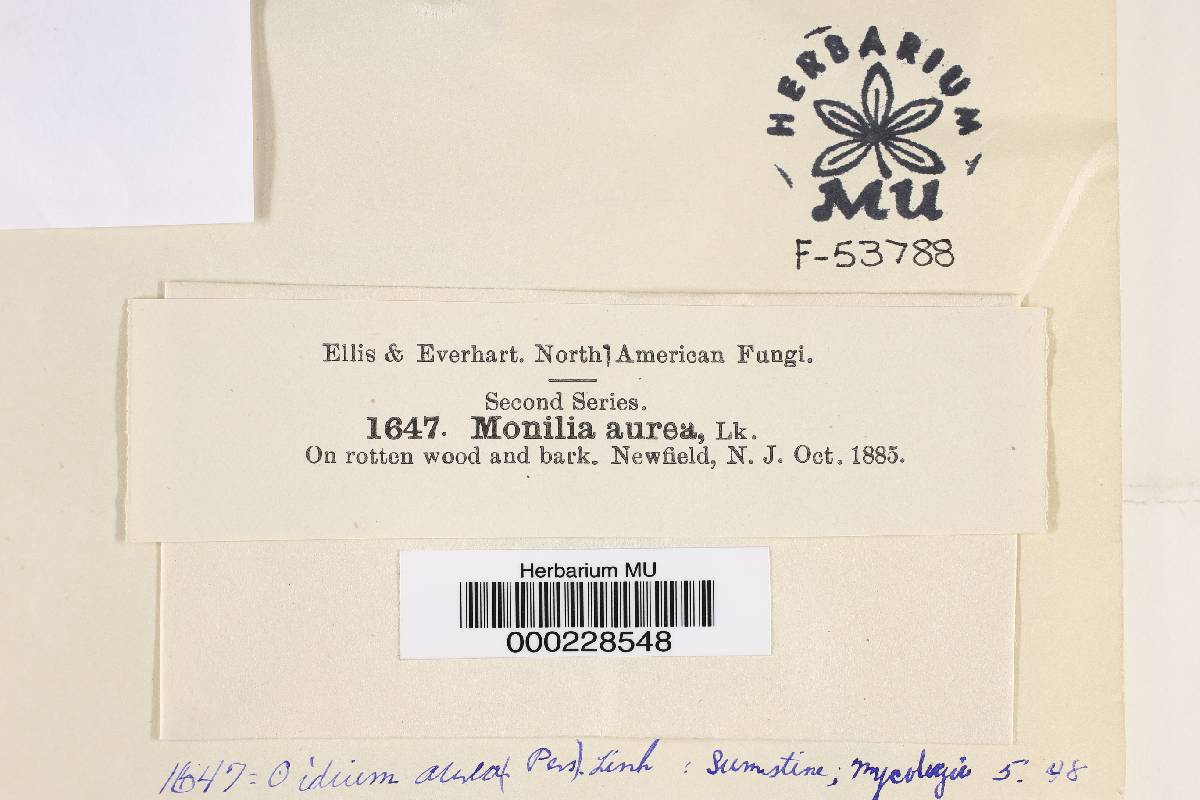 HERBARIUM
MU
F-53788
Ellis & Everhart. North American Fungi.
Second Series.
1647. Monilia aurea, Lk.
On rotten wood and bark. Newfield, N. J. Oct. 1885.
Herbarium MU
000228548
1647 = Oidium aurea (Pers). Link : Sumstine; Mycologia 5: 48